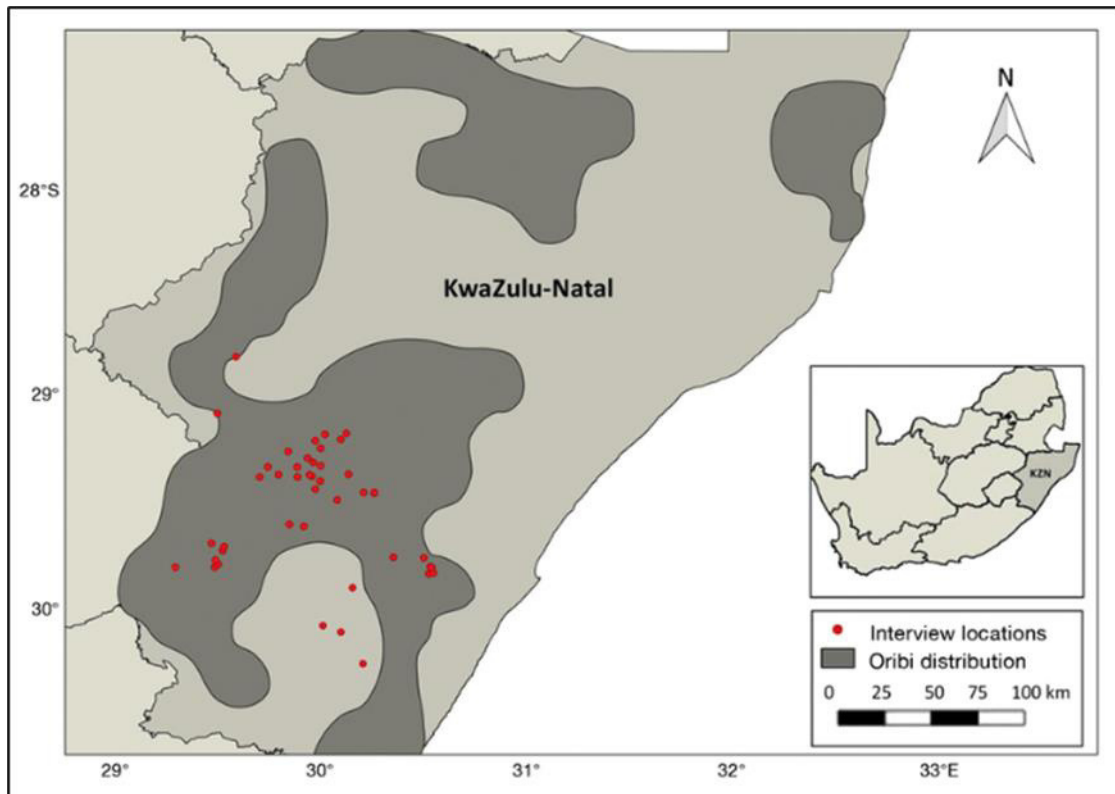 N
28°S
KwaZulu-Natal
29°
KZN
30°
Interview locations
Oribi distribution
0 25 50 75 100 km
29° 30° 31° 32° 33°E